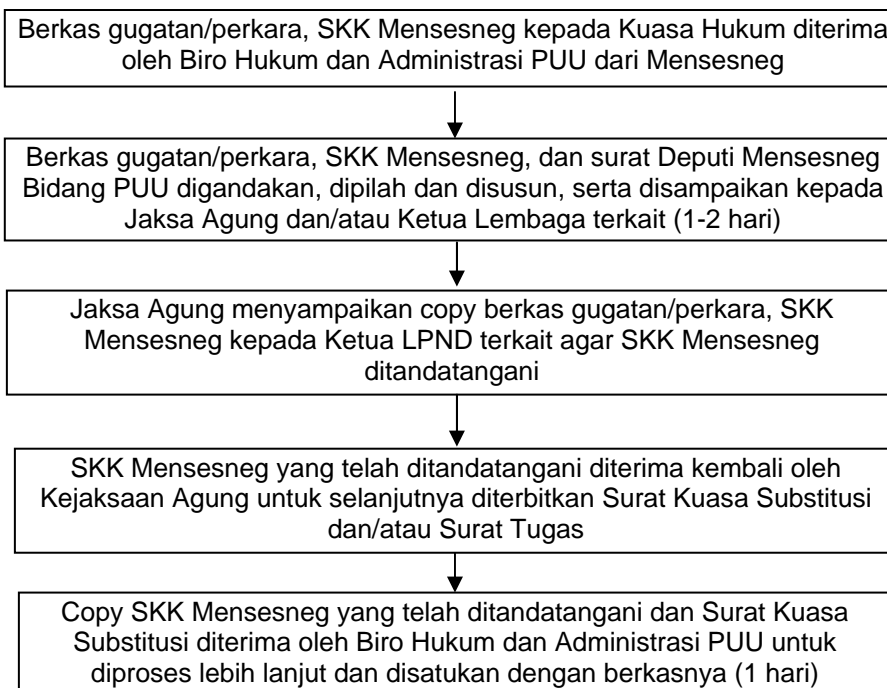 Berkas gugatan/perkara, SKK Mensesneg kepada Kuasa Hukum diterima
oleh Biro Hukum dan Administrasi PUU dari Mensesneg
Berkas gugatan/perkara, SKK Mensesneg, dan surat Deputi Mensesneg
Bidang PUU digandakan, dipilah dan disusun, serta disampaikan kepada
Jaksa Agung dan/atau Ketua Lembaga terkait (1-2 hari)
Jaksa Agung menyampaikan copy berkas gugatan/perkara, SKK
Mensesneg kepada Ketua LPND terkait agar SKK Mensesneg
ditandatangani
SKK Mensesneg yang telah ditandatangani diterima kembali oleh
Kejaksaan Agung untuk selanjutnya diterbitkan Surat Kuasa Substitusi
dan/atau Surat Tugas
Copy SKK Mensesneg yang telah ditandatangani dan Surat Kuasa
Substitusi diterima oleh Biro Hukum dan Administrasi PUU untuk
diproses lebih lanjut dan disatukan dengan berkasnya (1 hari)